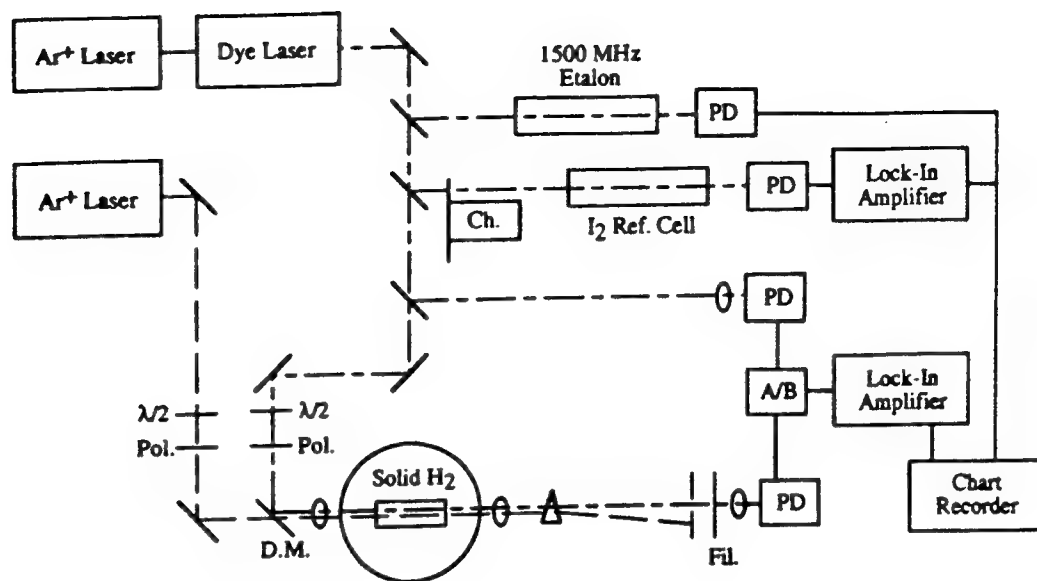 Ar⁺ Laser
Dye Laser
1500 MHz
Etalon
PD
Ar⁺ Laser
Ch.
I₂ Ref. Cell
PD
Lock-In
Amplifier
PD
A/B
Lock-In
Amplifier
λ/2
λ/2
Pol.
Pol.
Solid H₂
D.M.
Fil.
PD
Chart
Recorder